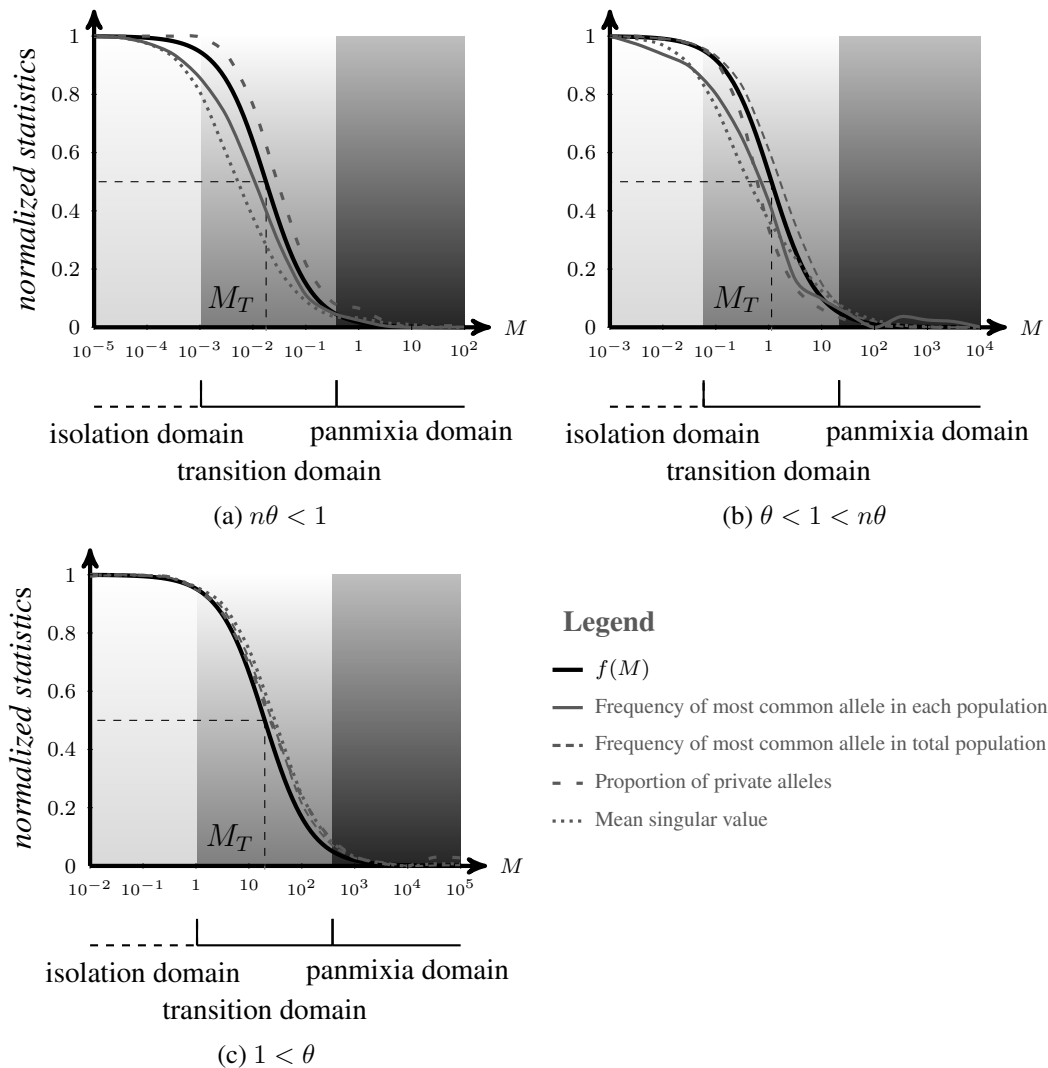 normalized statistics
1
0.8
0.6
0.4
0.2
0
M_T
M
10^{-5} 10^{-4} 10^{-3} 10^{-2} 10^{-1} 1 10 10^2
isolation domain
panmixia domain
transition domain
(a) nθ < 1
1
0.8
0.6
0.4
0.2
0
M_T
M
10^{-3} 10^{-2} 10^{-1} 1 10 10^2 10^3 10^4
isolation domain
panmixia domain
transition domain
(b) θ < 1 < nθ
normalized statistics
1
0.8
0.6
0.4
0.2
0
M_T
M
10^{-2} 10^{-1} 1 10 10^2 10^3 10^4 10^5
isolation domain
panmixia domain
transition domain
(c) 1 < θ
Legend
f(M)
Frequency of most common allele in each population
Frequency of most common allele in total population
Proportion of private alleles
Mean singular value